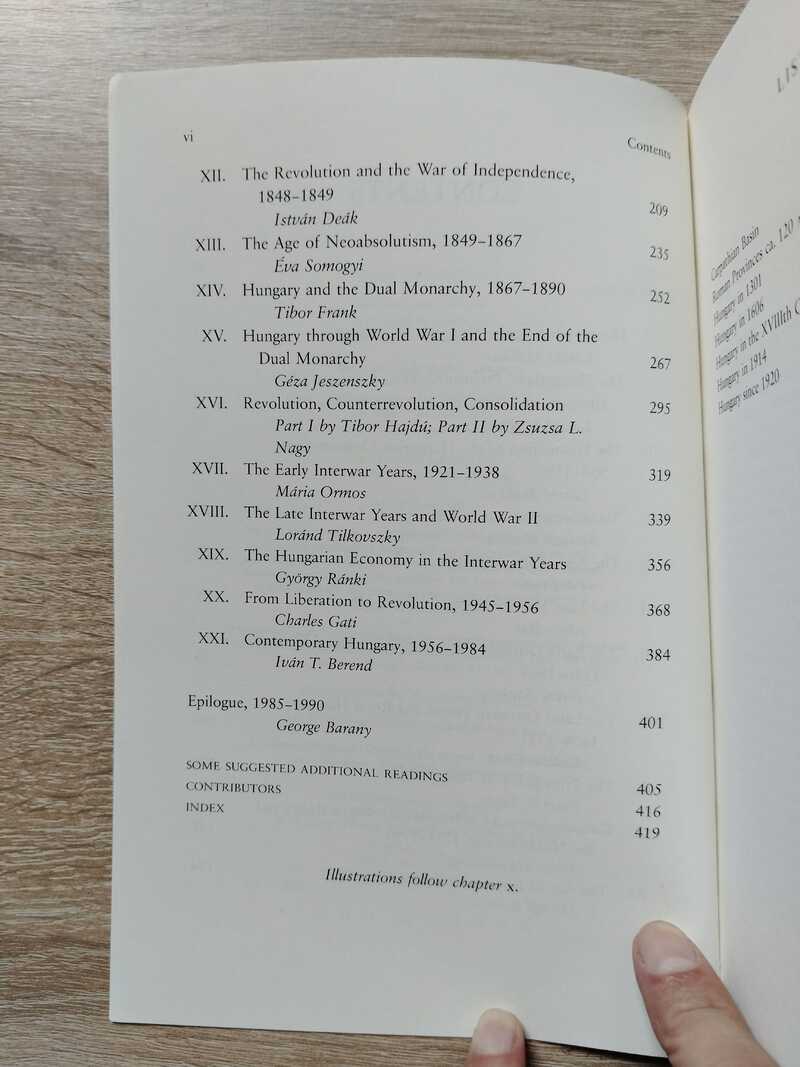 vi
Contents
XII. The Revolution and the War of Independence,
1848–1849 209
István Deák
XIII. The Age of Neoabsolutism, 1849–1867 235
Éva Somogyi
XIV. Hungary and the Dual Monarchy, 1867–1890 252
Tibor Frank
XV. Hungary through World War I and the End of the
Dual Monarchy 267
Géza Jeszenszky
XVI. Revolution, Counterrevolution, Consolidation 295
Part I by Tibor Hajdú; Part II by Zsuzsa L.
Nagy
XVII. The Early Interwar Years, 1921–1938 319
Mária Ormos
XVIII. The Late Interwar Years and World War II 339
Loránd Tilkovszky
XIX. The Hungarian Economy in the Interwar Years 356
György Ránki
XX. From Liberation to Revolution, 1945–1956 368
Charles Gati
XXI. Contemporary Hungary, 1956–1984 384
Iván T. Berend
Epilogue, 1985–1990 401
George Barany
SOME SUGGESTED ADDITIONAL READINGS 405
CONTRIBUTORS 416
INDEX 419
Illustrations follow chapter x.
LIS
Carpathian Basin
Roman Provinces ca. 120
Hungary in 1301
Hungary in 1606
Hungary in the XVIIIth C
Hungary in 1914
Hungary since 1920